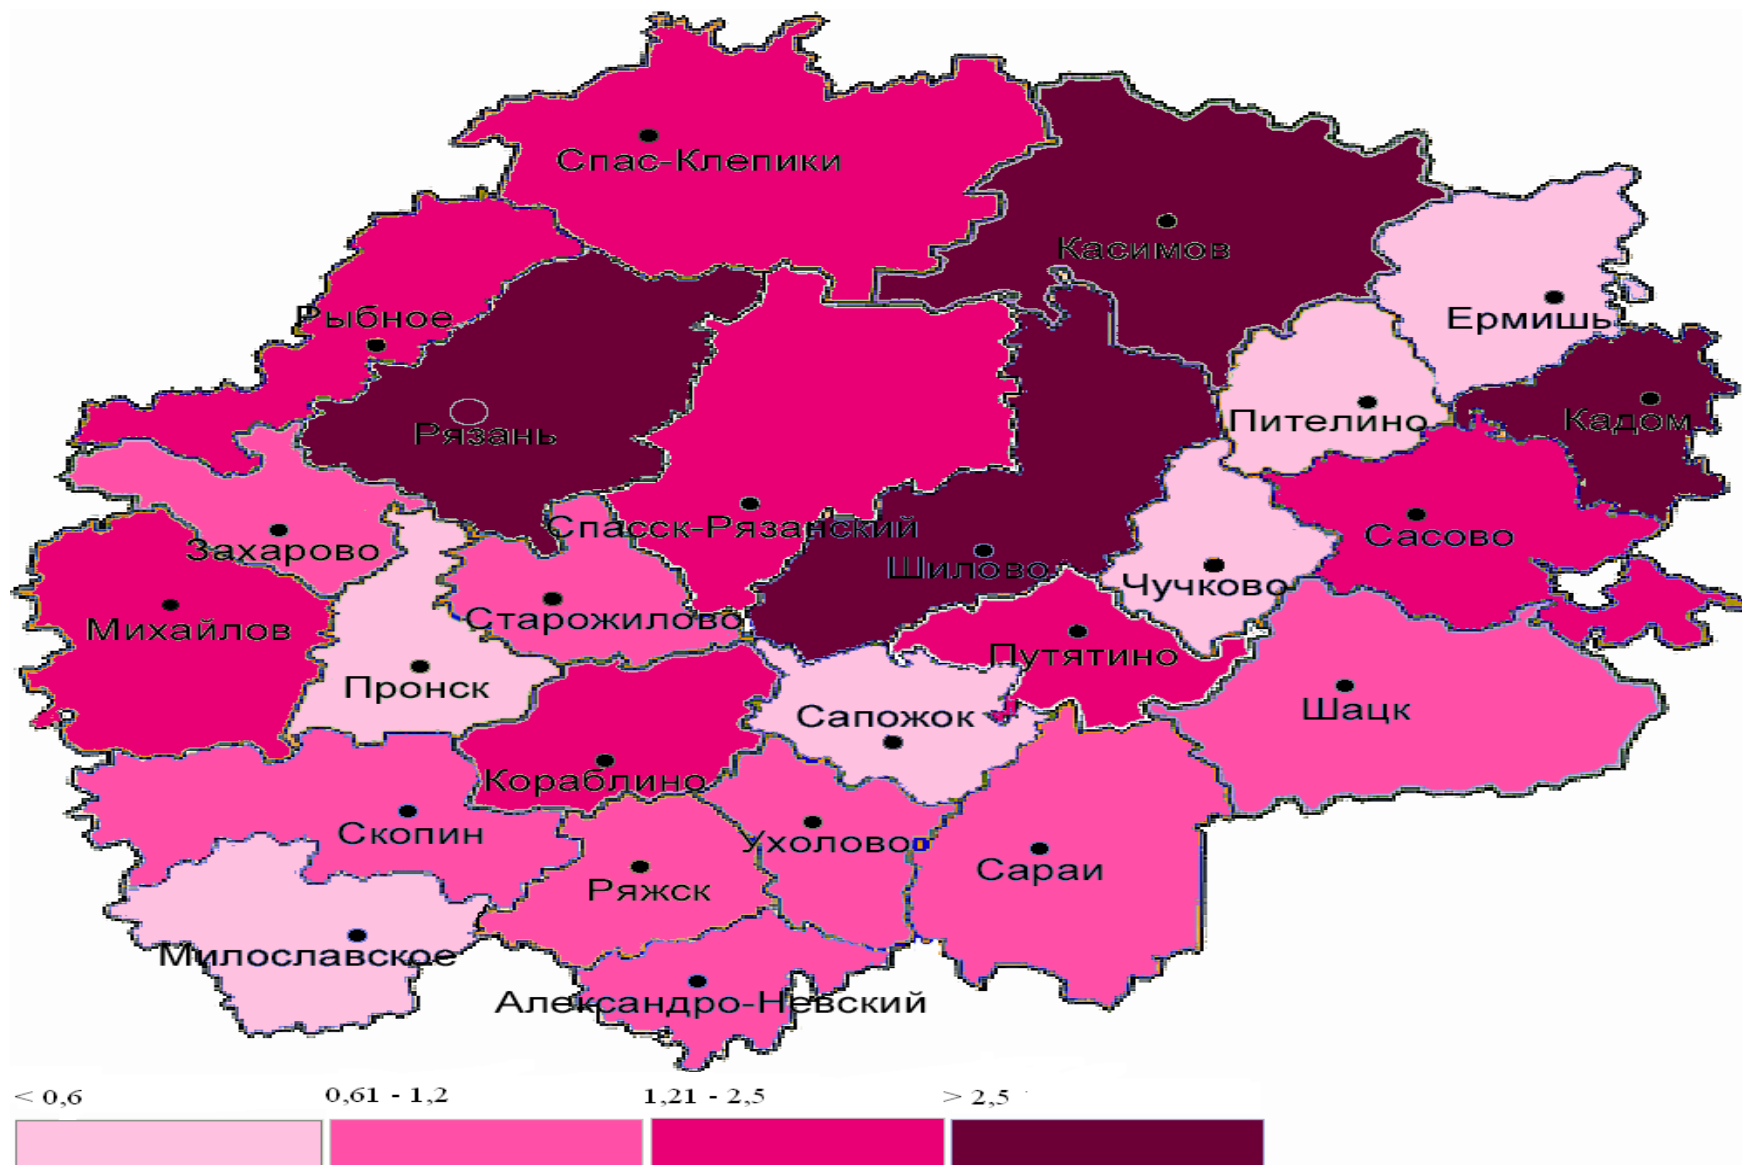 Спас-Клепики
Касимов
Рыбное
Ермишь
Рязань
Пителино
Кадом
Спасск-Рязанский
Сасово
Захарово
Шилово
Чучково
Михайлов
Старожилово
Путятино
Пронск
Сапожок
Шацк
Кораблино
Скопин
Ухолово
Ряжск
Сараи
Милославское
Александро-Невский
< 0,6
0,61 - 1,2
1,21 - 2,5
> 2,5